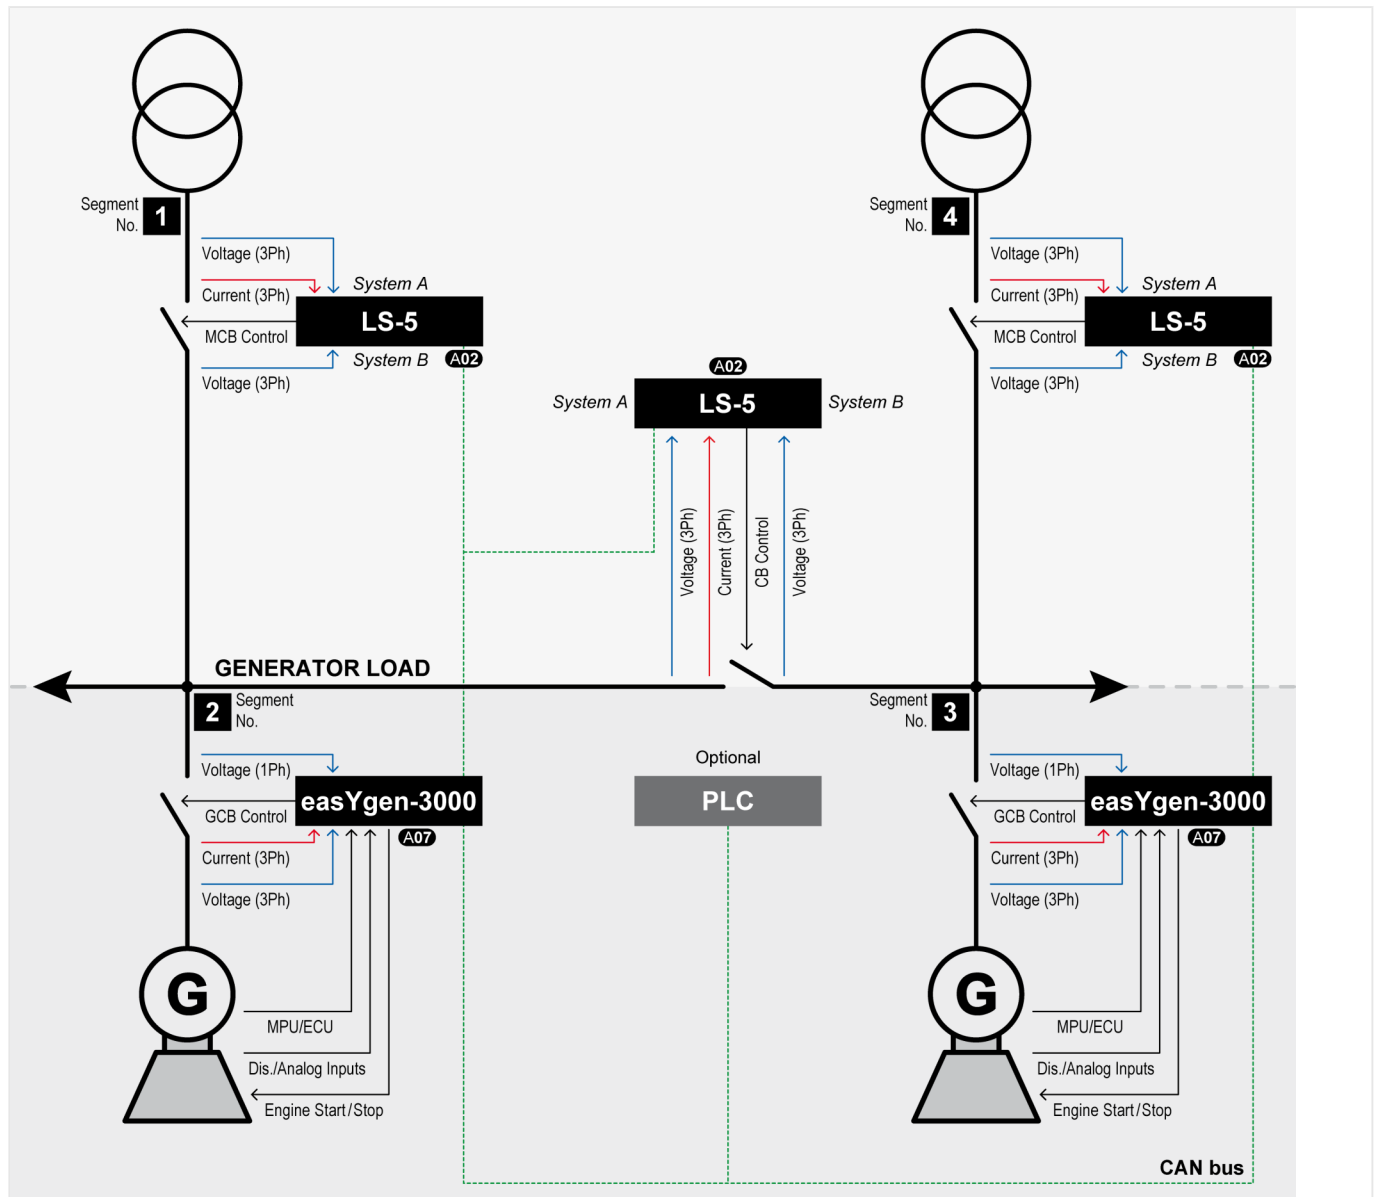 Segment
No.
1
Voltage (3Ph)
Current (3Ph)
System A
LS-5
MCB Control
System B
A02
Voltage (3Ph)
Segment
No.
4
Voltage (3Ph)
Current (3Ph)
System A
LS-5
MCB Control
System B
A02
Voltage (3Ph)
A02
System A
LS-5
System B
Voltage (3Ph)
Current (3Ph)
CB Control
Voltage (3Ph)
GENERATOR LOAD
2
Segment
No.
Voltage (1Ph)
easYgen-3000
GCB Control
A07
Current (3Ph)
Voltage (3Ph)
G
MPU/ECU
Dis./Analog Inputs
Engine Start/Stop
Optional
PLC
Segment
No.
3
Voltage (1Ph)
easYgen-3000
GCB Control
A07
Current (3Ph)
Voltage (3Ph)
G
MPU/ECU
Dis./Analog Inputs
Engine Start/Stop
CAN bus